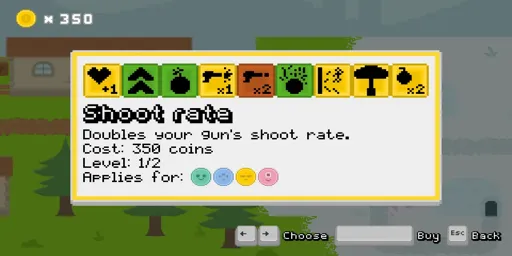 × 350
+1
x1
x2
x2
Shoot rate
Doubles your gun's shoot rate.
Cost: 350 coins
Level: 1/2
Applies for:
← → Choose Buy Esc Back